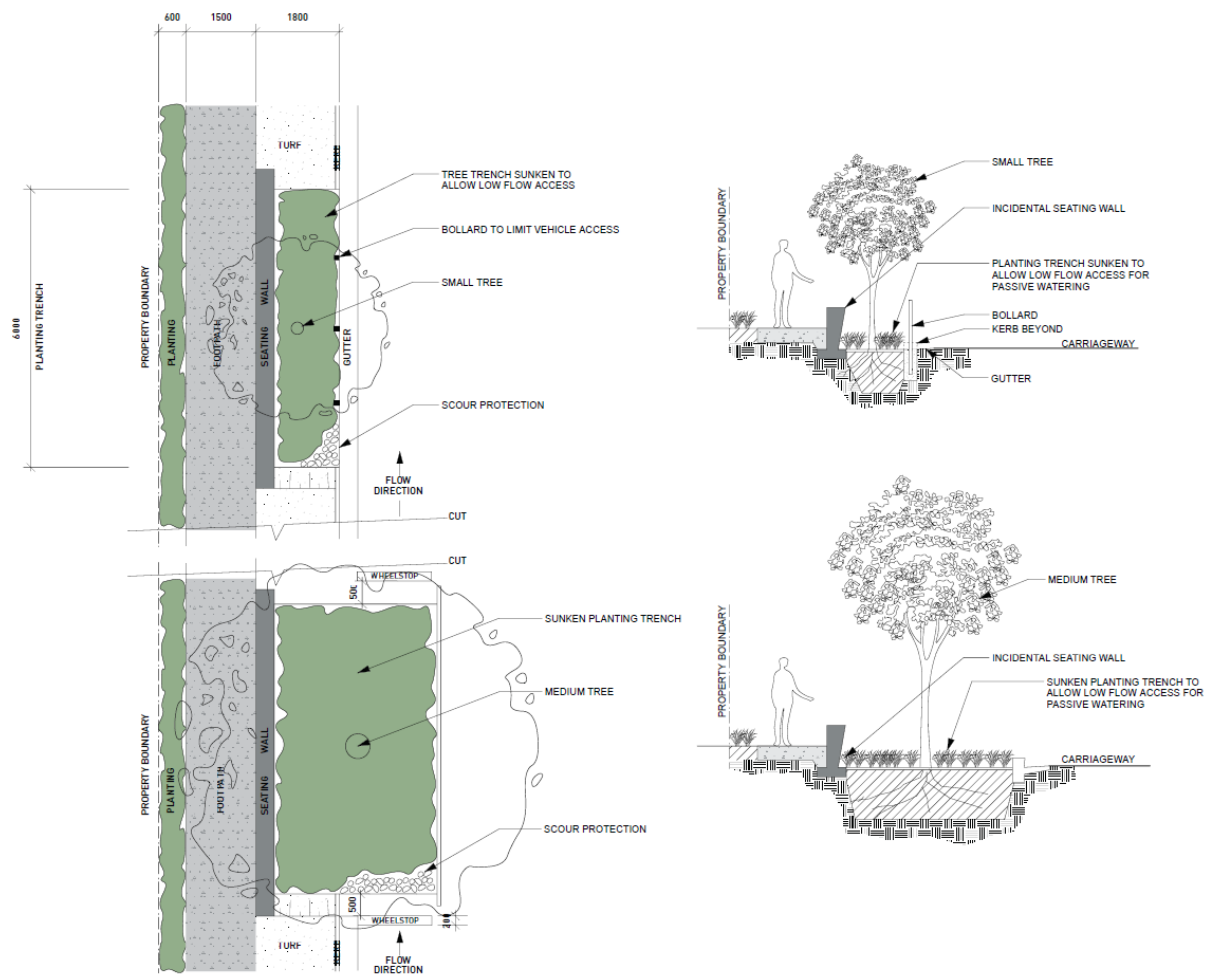 600
1500
1800
TURF
KERB
TREE TRENCH SUNKEN TO
ALLOW LOW FLOW ACCESS
BOLLARD TO LIMIT VEHICLE ACCESS
SMALL TREE
6000
PLANTING TRENCH
PROPERTY BOUNDARY
PLANTING
FOOTPATH
SEATING WALL
GUTTER
SCOUR PROTECTION
FLOW
DIRECTION
CUT
CUT
WHEELSTOP
500
SUNKEN PLANTING TRENCH
MEDIUM TREE
PROPERTY BOUNDARY
PLANTING
FOOTPATH
SEATING WALL
SCOUR PROTECTION
500
WHEELSTOP
200
TURF
KERB
FLOW
DIRECTION
SMALL TREE
INCIDENTAL SEATING WALL
PROPERTY BOUNDARY
PLANTING TRENCH SUNKEN TO
ALLOW LOW FLOW ACCESS FOR
PASSIVE WATERING
BOLLARD
KERB BEYOND
CARRIAGEWAY
GUTTER
MEDIUM TREE
PROPERTY BOUNDARY
INCIDENTAL SEATING WALL
SUNKEN PLANTING TRENCH TO
ALLOW LOW FLOW ACCESS FOR
PASSIVE WATERING
CARRIAGEWAY